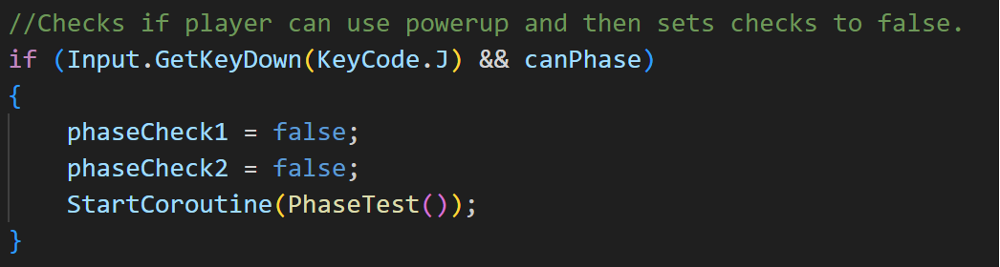 //Checks if player can use powerup and then sets checks to false.
if (Input.GetKeyDown(KeyCode.J) && canPhase)
{
    phaseCheck1 = false;
    phaseCheck2 = false;
    StartCoroutine(PhaseTest());
}